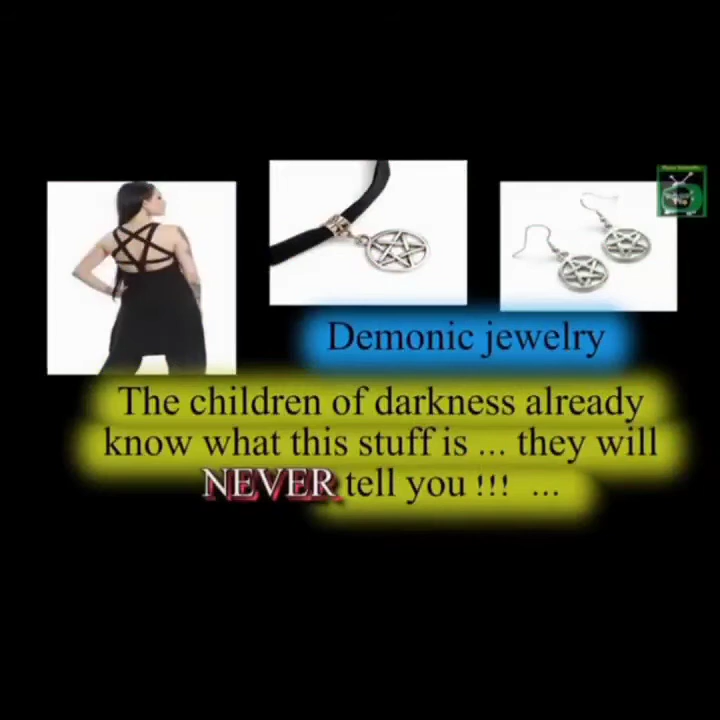 Demonic jewelry
The children of darkness already
know what this stuff is ... they will
NEVER tell you !!! ...